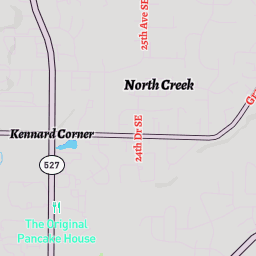 25th Ave SE
North Creek
Kennard Corner
24th Dr SE
527
The Original
Pancake House